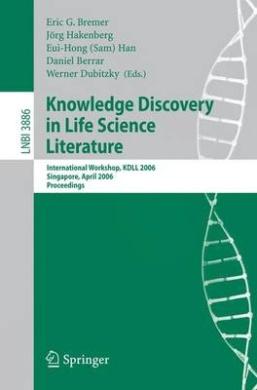 Eric G. Bremer
Jörg Hakenberg
Eui-Hong (Sam) Han
Daniel Berrar
Werner Dubitzky (Eds.)
LNBI 3886
Knowledge Discovery
in Life Science
Literature
International Workshop, KDLL 2006
Singapore, April 2006
Proceedings
Springer